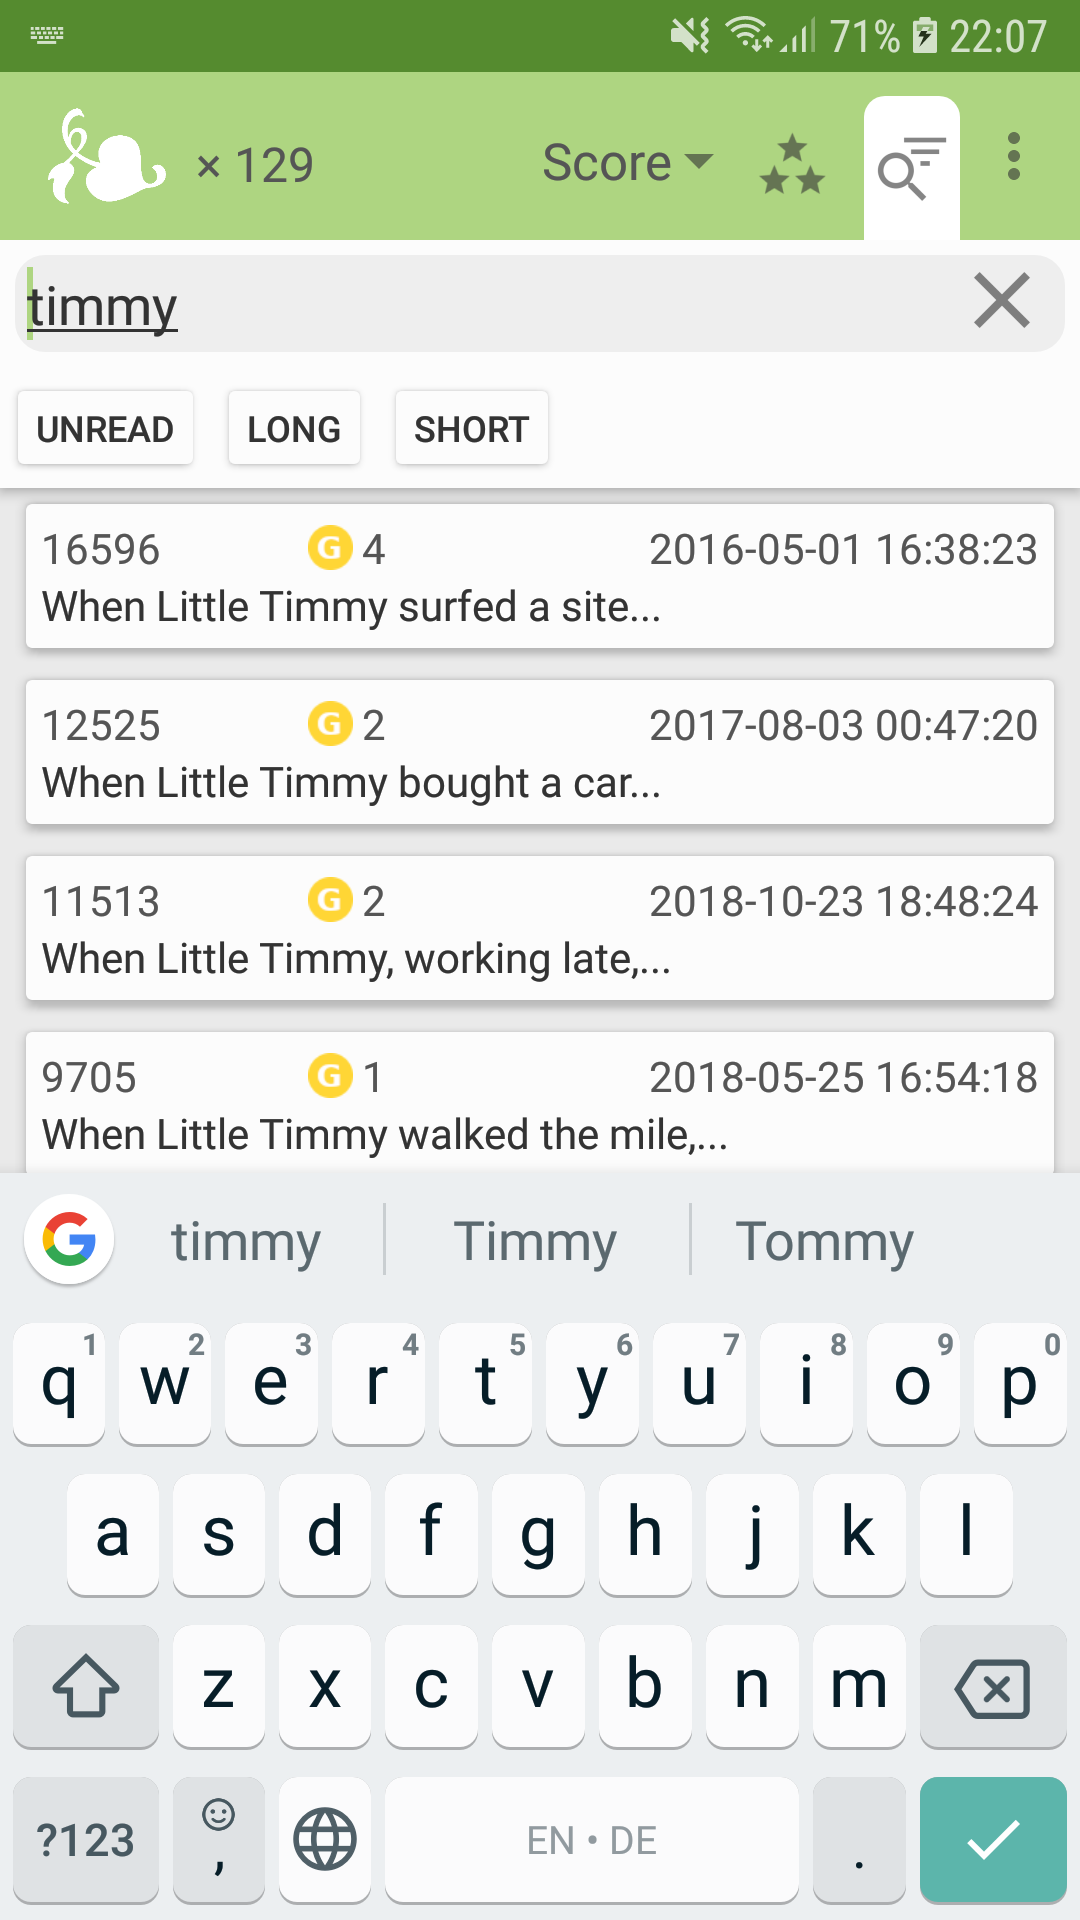 71% 22:07
× 129 Score
timmy
UNREAD LONG SHORT
16596 G 4 2016-05-01 16:38:23
When Little Timmy surfed a site...
12525 G 2 2017-08-03 00:47:20
When Little Timmy bought a car...
11513 G 2 2018-10-23 18:48:24
When Little Timmy, working late,...
9705 G 1 2018-05-25 16:54:18
When Little Timmy walked the mile,...
G timmy Timmy Tommy
1 2 3 4 5 6 7 8 9 0
q w e r t y u i o p
a s d f g h j k l
z x c v b n m
?123 , EN • DE .